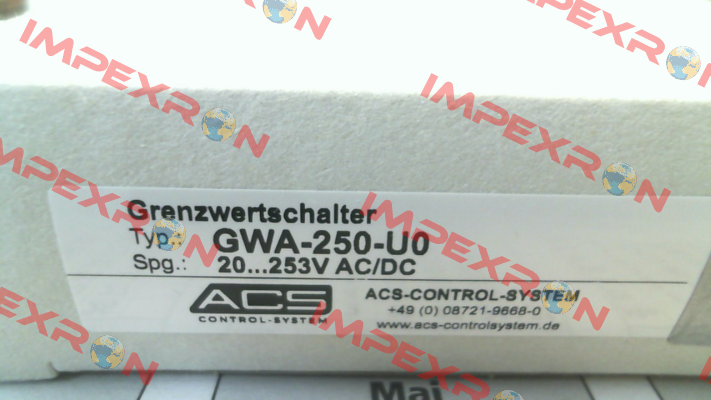 Grenzwertschalter
Typ.: GWA-250-U0
Spg.: 20...253V AC/DC
ACS
CONTROL-SYSTEM
ACS-CONTROL-SYSTEM
+49 (0) 08721-9668-0
www.acs-controlsystem.de
Mai
IMPEXRON
IMPEXRON
IMPEXRON
IMPEXRON
IMPEXRON
IMPEXRON